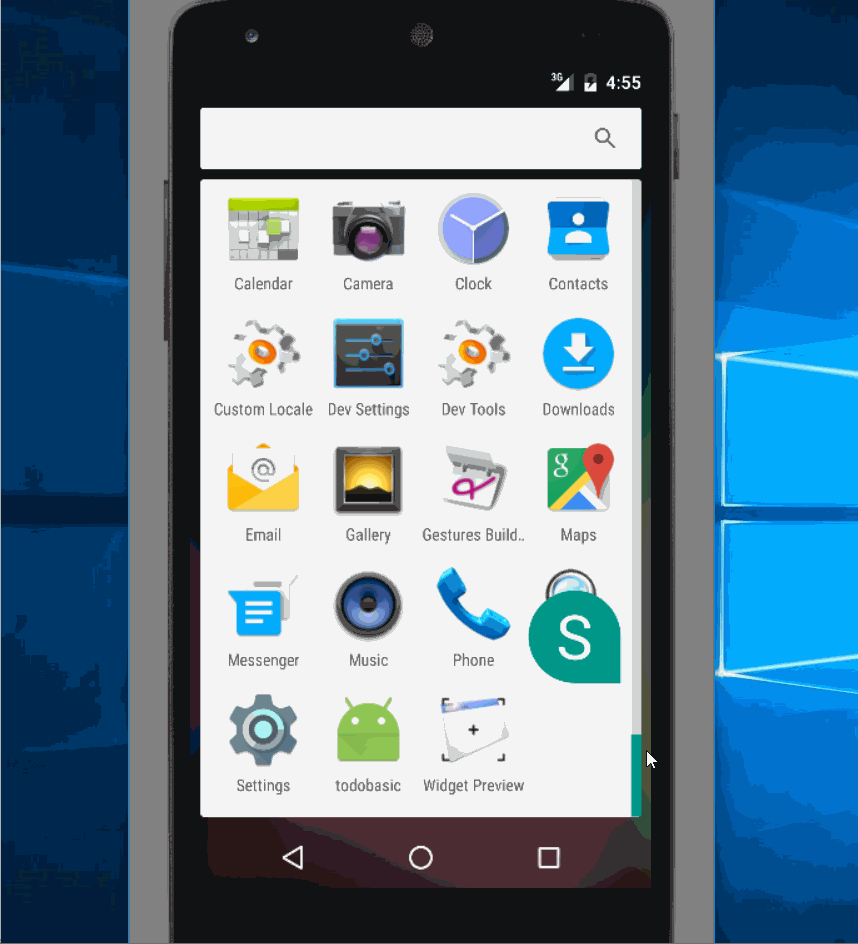 3G 4:55
Calendar Camera Clock Contacts
Custom Locale Dev Settings Dev Tools Downloads
@
g
Email Gallery Gestures Build.. Maps
S
Messenger Music Phone
Settings todobasic Widget Preview